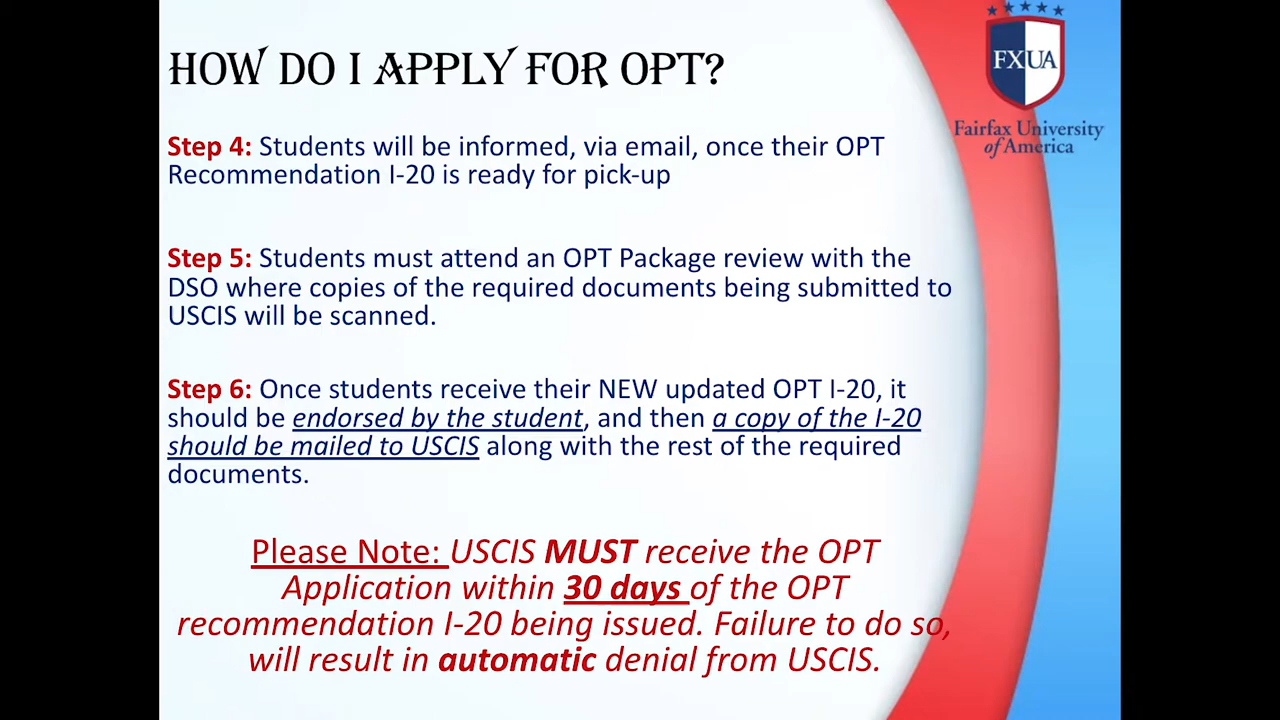 HOW DO I APPLY FOR OPT?
FXUA
Fairfax University
of America
Step 4: Students will be informed, via email, once their OPT
Recommendation I-20 is ready for pick-up
Step 5: Students must attend an OPT Package review with the
DSO where copies of the required documents being submitted to
USCIS will be scanned.
Step 6: Once students receive their NEW updated OPT I-20, it
should be endorsed by the student, and then a copy of the I-20
should be mailed to USCIS along with the rest of the required
documents.
Please Note: USCIS MUST receive the OPT
Application within 30 days of the OPT
recommendation I-20 being issued. Failure to do so,
will result in automatic denial from USCIS.